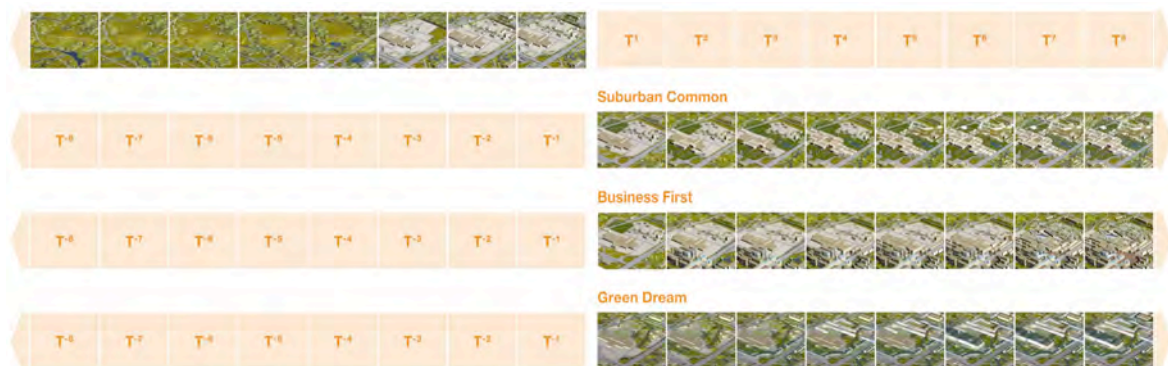 T¹ T² T³ T⁴ T⁵ T⁶ T⁷ T⁸
Suburban Common
T⁻⁸ T⁻⁷ T⁻⁶ T⁻⁵ T⁻⁴ T⁻³ T⁻² T⁻¹
Business First
T⁻⁸ T⁻⁷ T⁻⁶ T⁻⁵ T⁻⁴ T⁻³ T⁻² T⁻¹
Green Dream
T⁻⁸ T⁻⁷ T⁻⁶ T⁻⁵ T⁻⁴ T⁻³ T⁻² T⁻¹